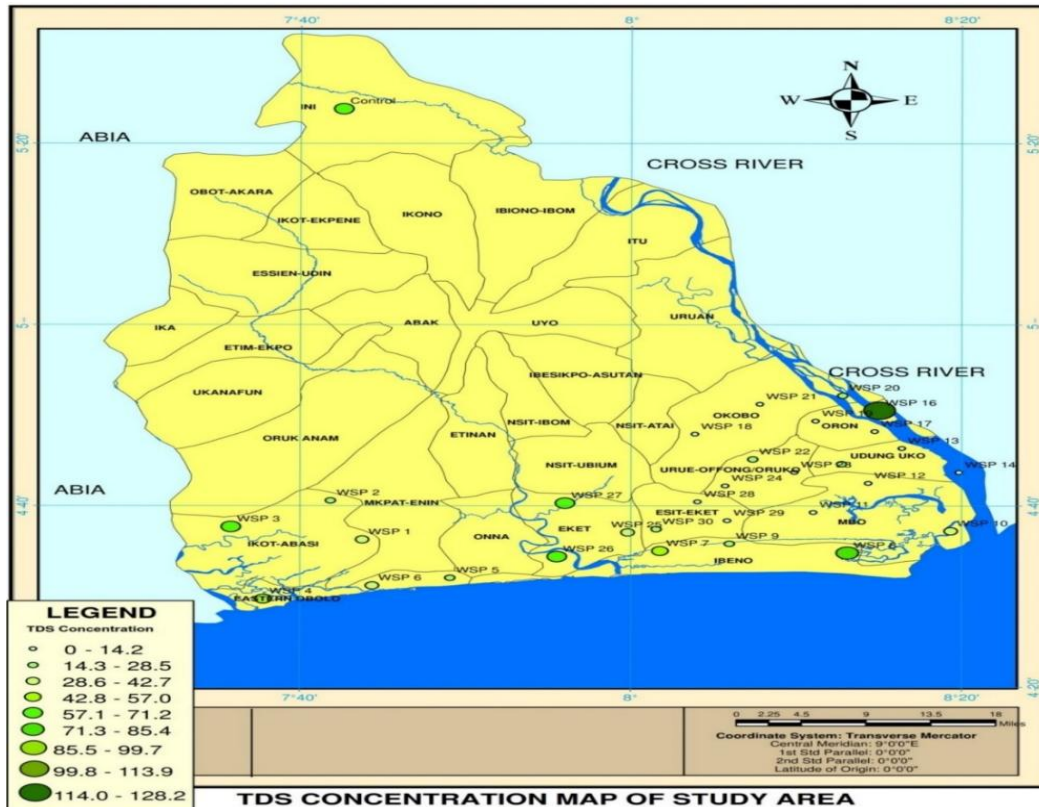 7°40'
8°
8°20'
INI
Control
ABIA
5°20'
5°20'
N
W
E
S
CROSS RIVER
OBOT-AKARA
IKOT-EKPENE
IKONO
IBIONO-IBOM
ITU
ESSIEN-UDIN
IKA
ETIM-EKPO
ABAK
UYO
URUAN
5°
5°
UKANAFUN
IBESIKPO-ASUTAN
CROSS RIVER
WSP 20
WSP 21
WSP 16
OKOBO
ORUK ANAM
ETINAN
NSIT-IBOM
NSIT-ATAI
WSP 18
ORON
WSP 17
WSP 13
NSIT-UBIUM
WSP 22
UDUNG UKO
URUE-OFFONG/ORUKO
WSP 14
WSP 24
WSP 12
ABIA
4°40'
4°40'
WSP 2
MKPAT-ENIN
WSP 27
WSP 28
ESIT-EKET
WSP 11
WSP 3
IKOT-ABASI
WSP 1
ONNA
EKET
WSP 30
WSP 29
MBO
WSP 10
WSP 26
WSP 7
WSP 9
IBENO
WSP 6
WSP 5
WSP 4
LEGEND
TDS Concentration
0 - 14.2
14.3 - 28.5
28.6 - 42.7
42.8 - 57.0
57.1 - 71.2
71.3 - 85.4
85.5 - 99.7
99.8 - 113.9
114.0 - 128.2
4°20'
4°20'
7°40'
8°
8°20'
0 2.25 4.5 9 13.5 18
Miles
Coordinate System: Transverse Mercator
Central Meridian: 9°0'0"E
1st Std Parallel: 0°0'0"
2nd Std Parallel: 0°0'0"
Latitude of Origin: 0°0'0"
TDS CONCENTRATION MAP OF STUDY AREA